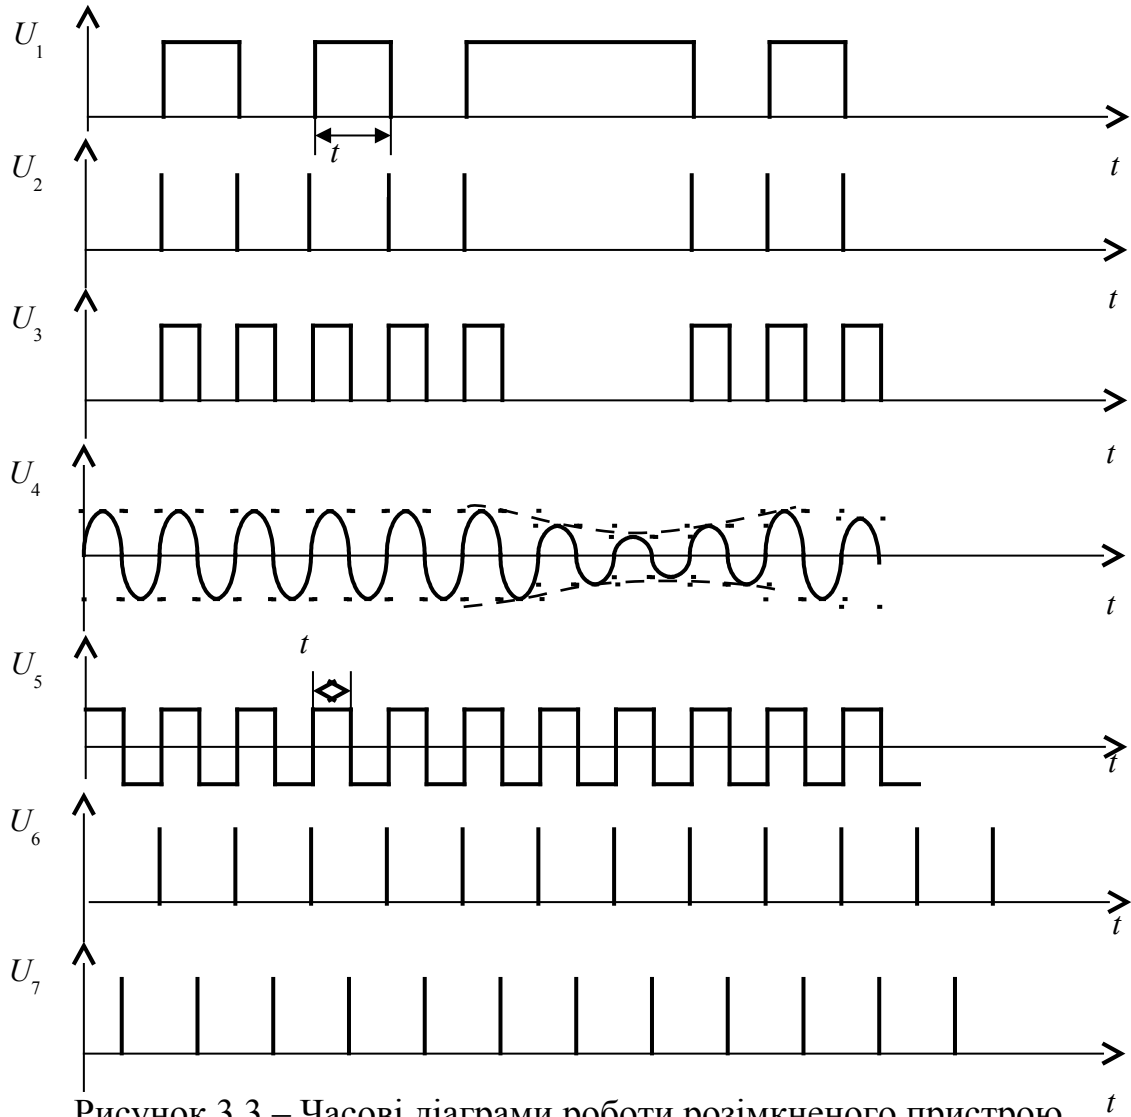 U1
t
t
U2
t
U3
t
U4
t
t
U5
t
U6
t
U7
t
Рисунок 3.3 – Часові діаграми роботи розімкненого пристрою